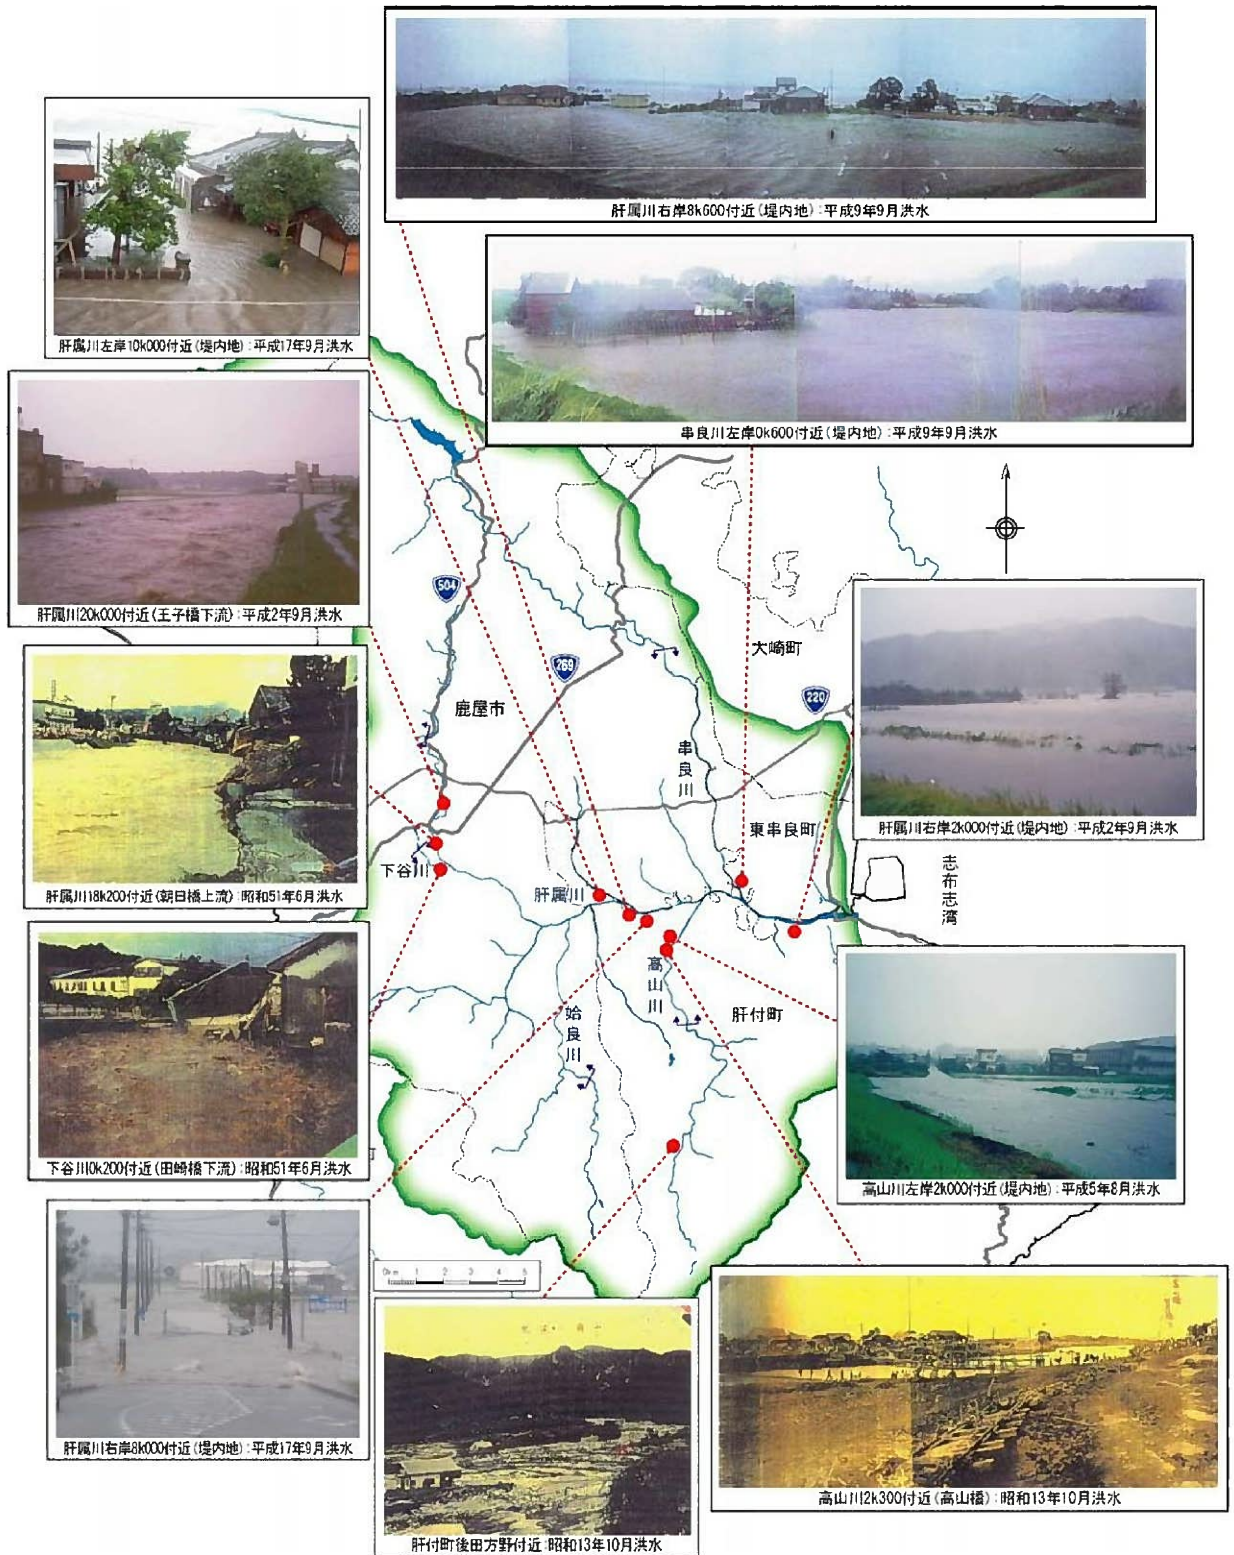 肝属川右岸8k600付近(堤内地):平成9年9月洪水
肝属川左岸10k000付近(堤内地):平成17年9月洪水
串良川左岸0k600付近(堤内地):平成9年9月洪水
肝属川20k000付近(王子橋下流):平成2年9月洪水
504
大崎町
269
220
鹿屋市
串良川
肝属川右岸2k000付近(堤内地):平成2年9月洪水
東串良町
肝属川18k200付近(朝日橋上流):昭和51年6月洪水
下谷川
肝属川
志布志湾
高山川
肝付町
姶良川
下谷川0k200付近(田崎橋下流):昭和51年6月洪水
町
高山川左岸2k000付近(堤内地):平成5年8月洪水
0km 1 2 3 4 5
肝属川右岸8k000付近(堤内地):平成17年9月洪水
高山川2k300付近(高山橋):昭和13年10月洪水
肝付町後田方野付近:昭和13年10月洪水